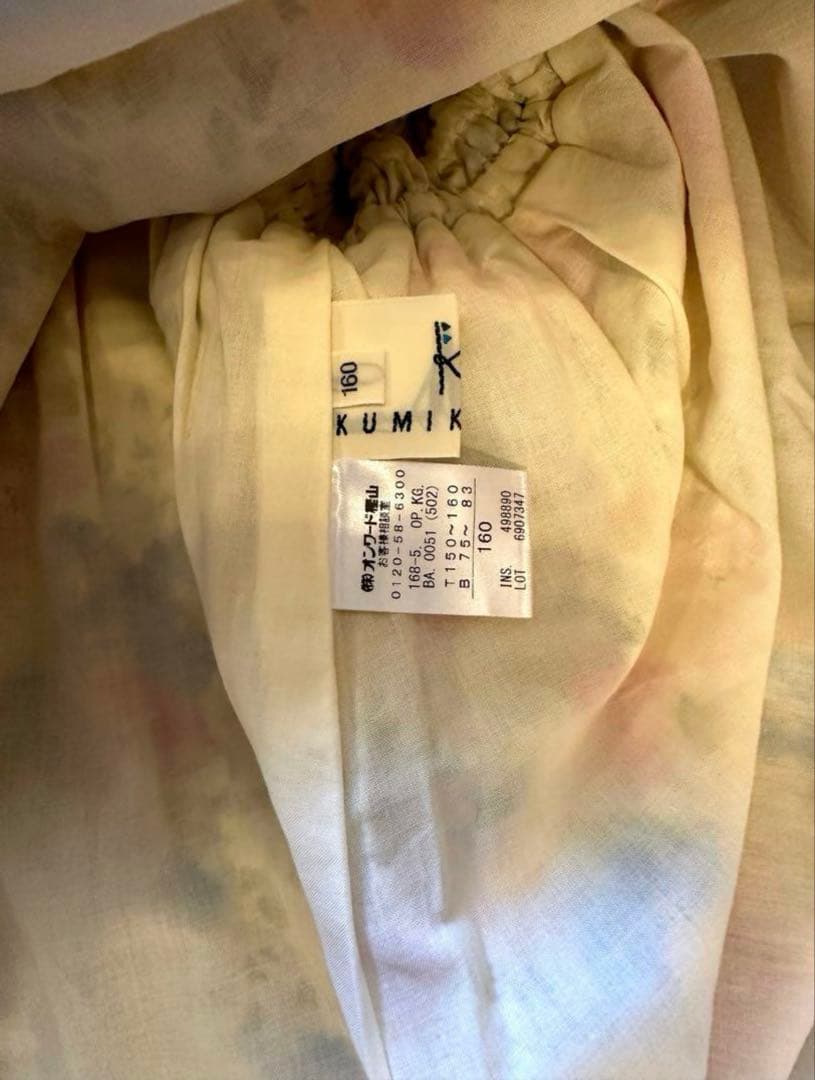 160
KUMIK
(株)オンワード樫山
お客様相談室
0120-58-6300
168-5. OP. KG.
BA. 0051 (502)
T 150～160
B 75～ 83
160
INS. 498890
LOT 6907347